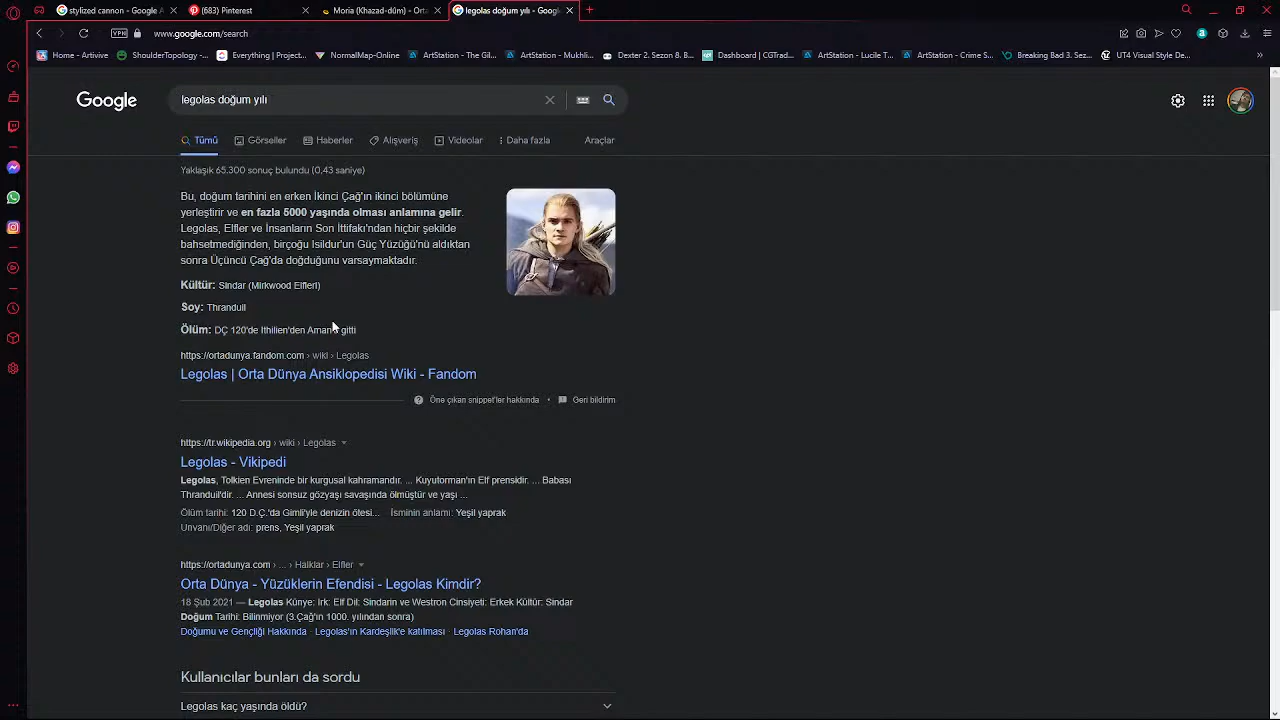 stylized cannon - Google A
(683) Pinterest
Moria (Khazad-dûm) - Orta
legolas doğum yılı - Google
VPN
www.google.com/search
Home - Artivive
ShoulderTopology -...
Everything | Project...
NormalMap-Online
ArtStation - The Gil...
ArtStation - Mukhli...
Dexter 2. Sezon 8. B...
Dashboard | CGTrad...
ArtStation - Lucile T...
ArtStation - Crime S...
Breaking Bad 3. Sez...
UT4 Visual Style De...
Google
legolas doğum yılı
Tümü
Görseller
Haberler
Alışveriş
Videolar
Daha fazla
Araçlar
Yaklaşık 65.300 sonuç bulundu (0,43 saniye)
Bu, doğum tarihini en erken İkinci Çağ'ın ikinci bölümüne
yerleştirir ve en fazla 5000 yaşında olması anlamına gelir.
Legolas, Elfler ve İnsanların Son İttifakı'ndan hiçbir şekilde
bahsetmediğinden, birçoğu Isildur'un Güç Yüzüğü'nü aldıktan
sonra Üçüncü Çağ'da doğduğunu varsaymaktadır.
Kültür: Sindar (Mirkwood Elfleri)
Soy: Thranduil
Ölüm: DÇ 120'de Ithilien'den Aman'a gitti
https://ortadunya.fandom.com › wiki › Legolas
Legolas | Orta Dünya Ansiklopedisi Wiki - Fandom
Öne çıkan snippet'ler hakkında • Geri bildirim
https://tr.wikipedia.org › wiki › Legolas
Legolas - Vikipedi
Legolas, Tolkien Evreninde bir kurgusal kahramandır. ... Kuyutorman'ın Elf prensidir. ... Babası
Thranduil'dir. ... Annesi sonsuz gözyaşı savaşında ölmüştür ve yaşı ...
Ölüm tarihi: 120 D.Ç.'da Gimli'yle denizin ötesi... İsminin anlamı: Yeşil yaprak
Unvanı/Diğer adı: prens, Yeşil yaprak
https://ortadunya.com › ... › Halklar › Elfler
Orta Dünya - Yüzüklerin Efendisi - Legolas Kimdir?
18 Şub 2021 — Legolas Künye: Irk: Elf Dil: Sindarin ve Westron Cinsiyeti: Erkek Kültür: Sindar
Doğum Tarihi: Bilinmiyor (3.Çağ'ın 1000. yılından sonra)
Doğumu ve Gençliği Hakkında · Legolas'ın Kardeşlik'e katılması · Legolas Rohan'da
Kullanıcılar bunları da sordu
Legolas kaç yaşında öldü?